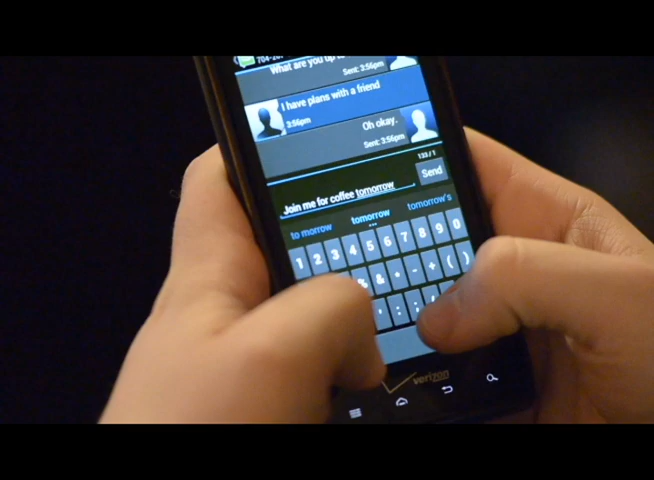 704-20
What are you up to
Sent: 3:56pm
I have plans with a friend
3:56pm
Oh okay.
Sent: 3:56pm
133 / 1
Join me for coffee tomorrow
Send
to morrow tomorrow tomorrow's
1 2 3 4 5 6 7 8 9 0
% & * - + ( )
' : ;
verizon